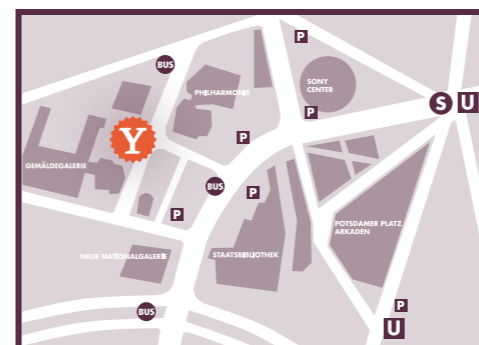 P
BUS
SONY
CENTER
PHILHARMONIE
S U
P
Y
P
GEMÄLDEGALERIE
BUS
P
P
POTSDAMER PLATZ
ARKADEN
NEUE NATIONALGALERIE
STAATSBIBLIOTHEK
P
BUS
U